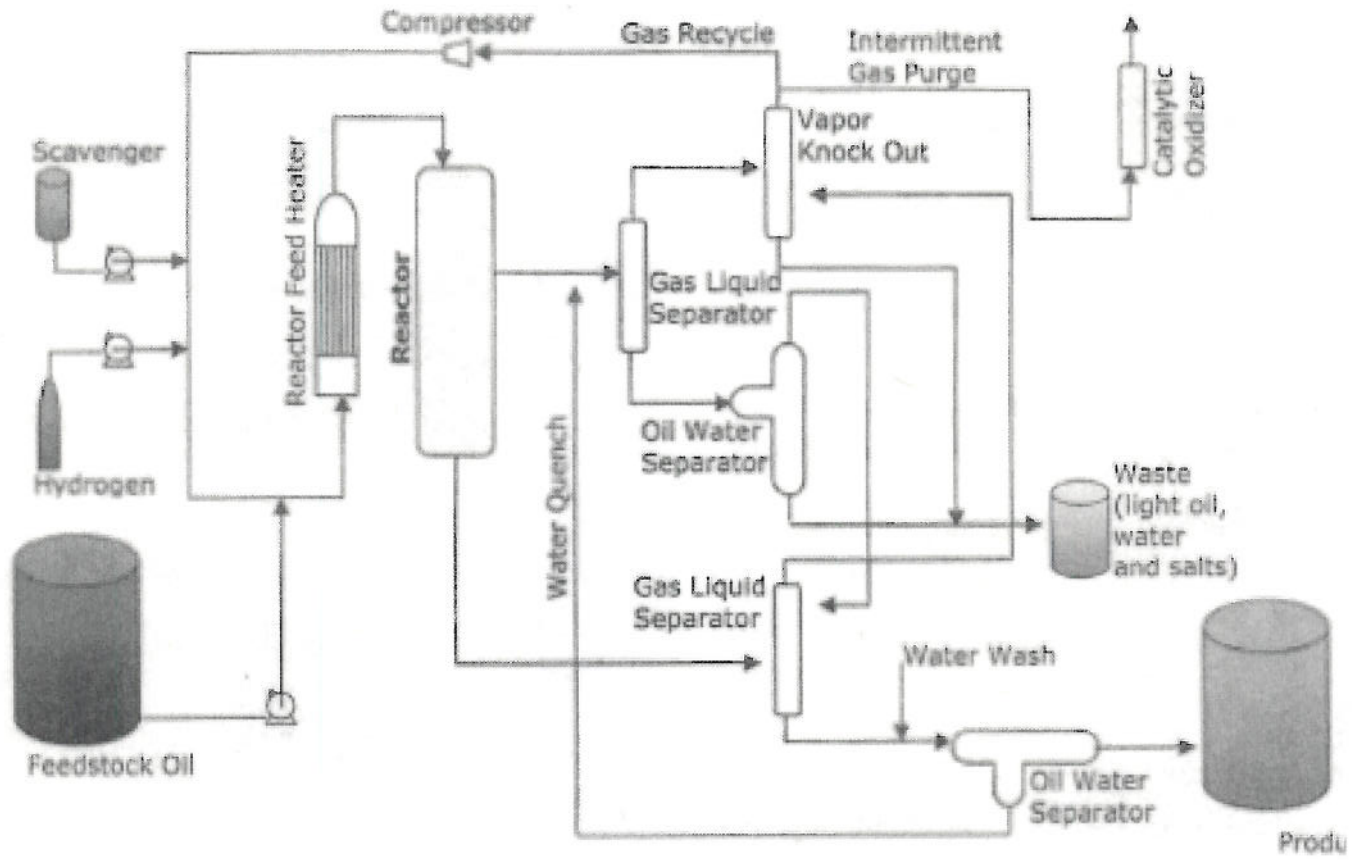 Compressor
Gas Recycle
Intermittent
Gas Purge
Catalytic
Oxidizer
Vapor
Knock Out
Scavenger
Reactor Feed Heater
Reactor
Gas Liquid
Separator
Hydrogen
Oil Water
Separator
Water Quench
Waste
(light oil,
water
and salts)
Gas Liquid
Separator
Water Wash
Feedstock Oil
Oil Water
Separator
Produ